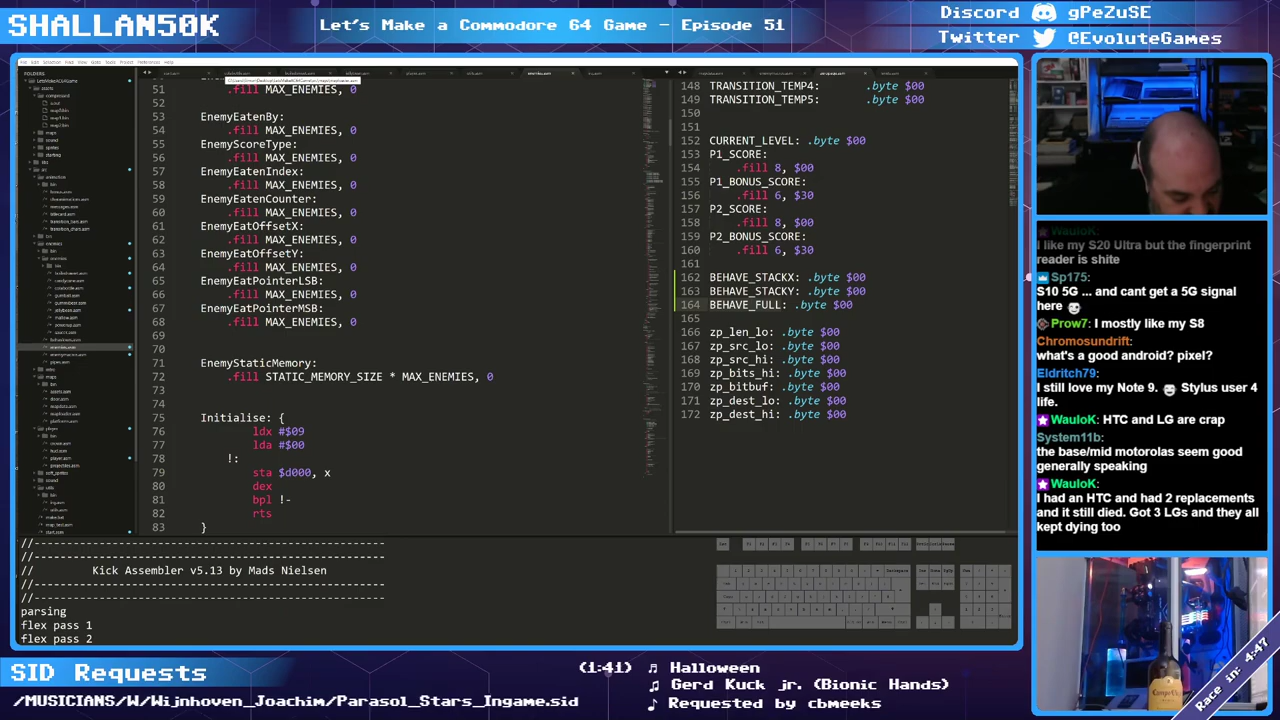 SHALLAN50K
Let's Make a Commodore 64 Game - Episode 51
Discord gPeZuSE
Twitter @EvoluteGames
FOLDERS
51 .fill MAX_ENEMIES, 0
52
53 EnemyEatenBy:
54 .fill MAX_ENEMIES, 0
55 EnemyScoreType:
56 .fill MAX_ENEMIES, 0
57 EnemyEatenIndex:
58 .fill MAX_ENEMIES, 0
59 EnemyEatenCounter:
60 .fill MAX_ENEMIES, 0
61 EnemyEatOffsetX:
62 .fill MAX_ENEMIES, 0
63 EnemyEatOffsetY:
64 .fill MAX_ENEMIES, 0
65 EnemyEatPointerLSB:
66 .fill MAX_ENEMIES, 0
67 EnemyEatPointerMSB:
68 .fill MAX_ENEMIES, 0
69
70
71 EnemyStaticMemory:
72 .fill STATIC_MEMORY_SIZE * MAX_ENEMIES, 0
73
74
75 Initialise: {
76 ldx #$09
77 lda #$00
78 !:
79 sta $d000, x
80 dex
81 bpl !-
82 rts
83 }
148 TRANSITION_TEMP4: .byte $00
149 TRANSITION_TEMP5: .byte $00
150
151
152 CURRENT_LEVEL: .byte $00
153 P1_SCORE:
154 .fill 8, $00
155 P1_BONUS_SCORE:
156 .fill 6, $30
157 P2_SCORE:
158 .fill 8, $00
159 P2_BONUS_SCORE:
160 .fill 6, $30
161
162 BEHAVE_STACKX: .byte $00
163 BEHAVE_STACKY: .byte $00
164 BEHAVE_FULL: .byte $00
165
166 zp_len_lo: .byte $00
167 zp_src_lo: .byte $00
168 zp_src_hi: .byte $00
169 zp_bits_hi: .byte $00
170 zp_bitbuf: .byte $00
171 zp_dest_lo: .byte $00
172 zp_dest_hi: .byte $00
//------------------------------------------------------
//------------------------------------------------------
// Kick Assembler v5.13 by Mads Nielsen
//------------------------------------------------------
parsing
flex pass 1
flex pass 2
WauloK:
I like my S20 Ultra but the fingerprint
reader is shite
Sp175:
S10 5G ... and cant get a 5G signal
here
Prow7: I mostly like my S8
Chromosundrift:
what's a good android? pixel?
Eldritch79:
I still love my Note 9. Stylus user 4
life.
WauloK: HTC and LG are crap
System11b:
the base/mid motorolas seem good
generally speaking
WauloK:
I had an HTC and had 2 replacements
and it still died. Got 3 LGs and they all
kept dying too
Race in: 4:47
SID Requests
/MUSICIANS/W/Wijnhoven_Joachim/Parasol_Stars_Ingame.sid
(1:41) ♫ Halloween
♫ Gerd Kuck jr. (Bionic Hands)
♪ Requested by cbmeeks